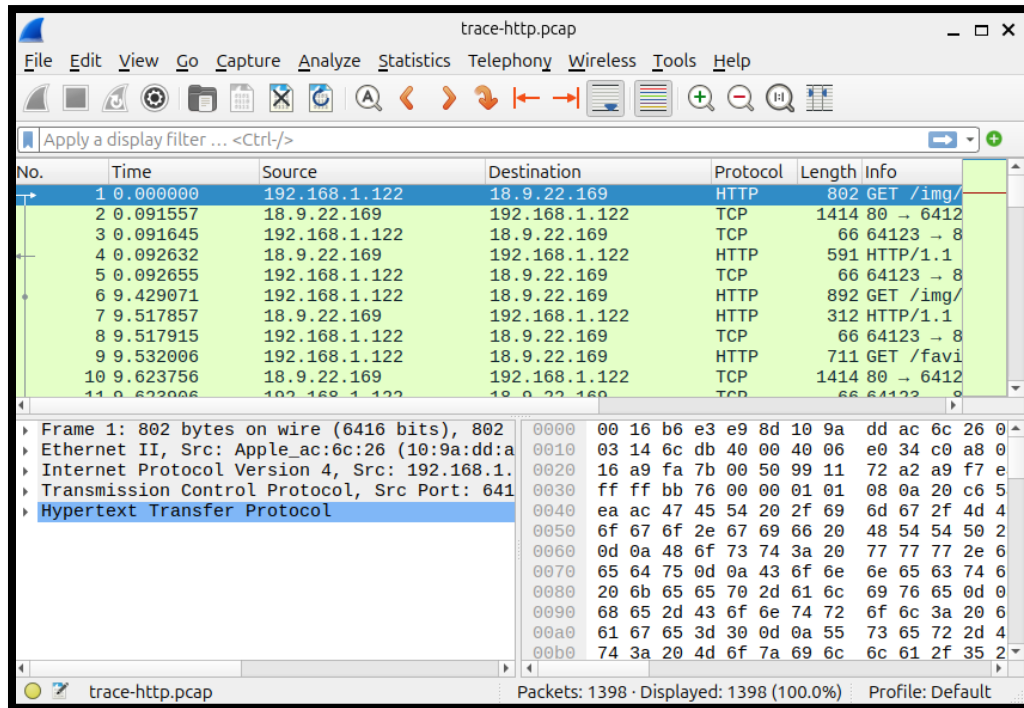 trace-http.pcap
File Edit View Go Capture Analyze Statistics Telephony Wireless Tools Help
Apply a display filter … <Ctrl-/>
No. Time Source Destination Protocol Length Info
1 0.000000 192.168.1.122 18.9.22.169 HTTP 802 GET /img/
2 0.091557 18.9.22.169 192.168.1.122 TCP 1414 80 → 6412
3 0.091645 192.168.1.122 18.9.22.169 TCP 66 64123 → 8
4 0.092632 18.9.22.169 192.168.1.122 HTTP 591 HTTP/1.1
5 0.092655 192.168.1.122 18.9.22.169 TCP 66 64123 → 8
6 9.429071 192.168.1.122 18.9.22.169 HTTP 892 GET /img/
7 9.517857 18.9.22.169 192.168.1.122 HTTP 312 HTTP/1.1
8 9.517915 192.168.1.122 18.9.22.169 TCP 66 64123 → 8
9 9.532006 192.168.1.122 18.9.22.169 HTTP 711 GET /favi
10 9.623756 18.9.22.169 192.168.1.122 TCP 1414 80 → 6412
11 9.623906 192.168.1.122 18.9.22.169 TCP 66 64123 → 8
Frame 1: 802 bytes on wire (6416 bits), 802
Ethernet II, Src: Apple_ac:6c:26 (10:9a:dd:a
Internet Protocol Version 4, Src: 192.168.1.
Transmission Control Protocol, Src Port: 641
Hypertext Transfer Protocol
0000 00 16 b6 e3 e9 8d 10 9a dd ac 6c 26 0
0010 03 14 6c db 40 00 40 06 e0 34 c0 a8 0
0020 16 a9 fa 7b 00 50 99 11 72 a2 a9 f7 e
0030 ff ff bb 76 00 00 01 01 08 0a 20 c6 5
0040 ea ac 47 45 54 20 2f 69 6d 67 2f 4d 4
0050 6f 67 6f 2e 67 69 66 20 48 54 54 50 2
0060 0d 0a 48 6f 73 74 3a 20 77 77 77 2e 6
0070 65 64 75 0d 0a 43 6f 6e 6e 65 63 74 6
0080 20 6b 65 65 70 2d 61 6c 69 76 65 0d 0
0090 68 65 2d 43 6f 6e 74 72 6f 6c 3a 20 6
00a0 61 67 65 3d 30 0d 0a 55 73 65 72 2d 4
00b0 74 3a 20 4d 6f 7a 69 6c 6c 61 2f 35 2
trace-http.pcap Packets: 1398 · Displayed: 1398 (100.0%) Profile: Default